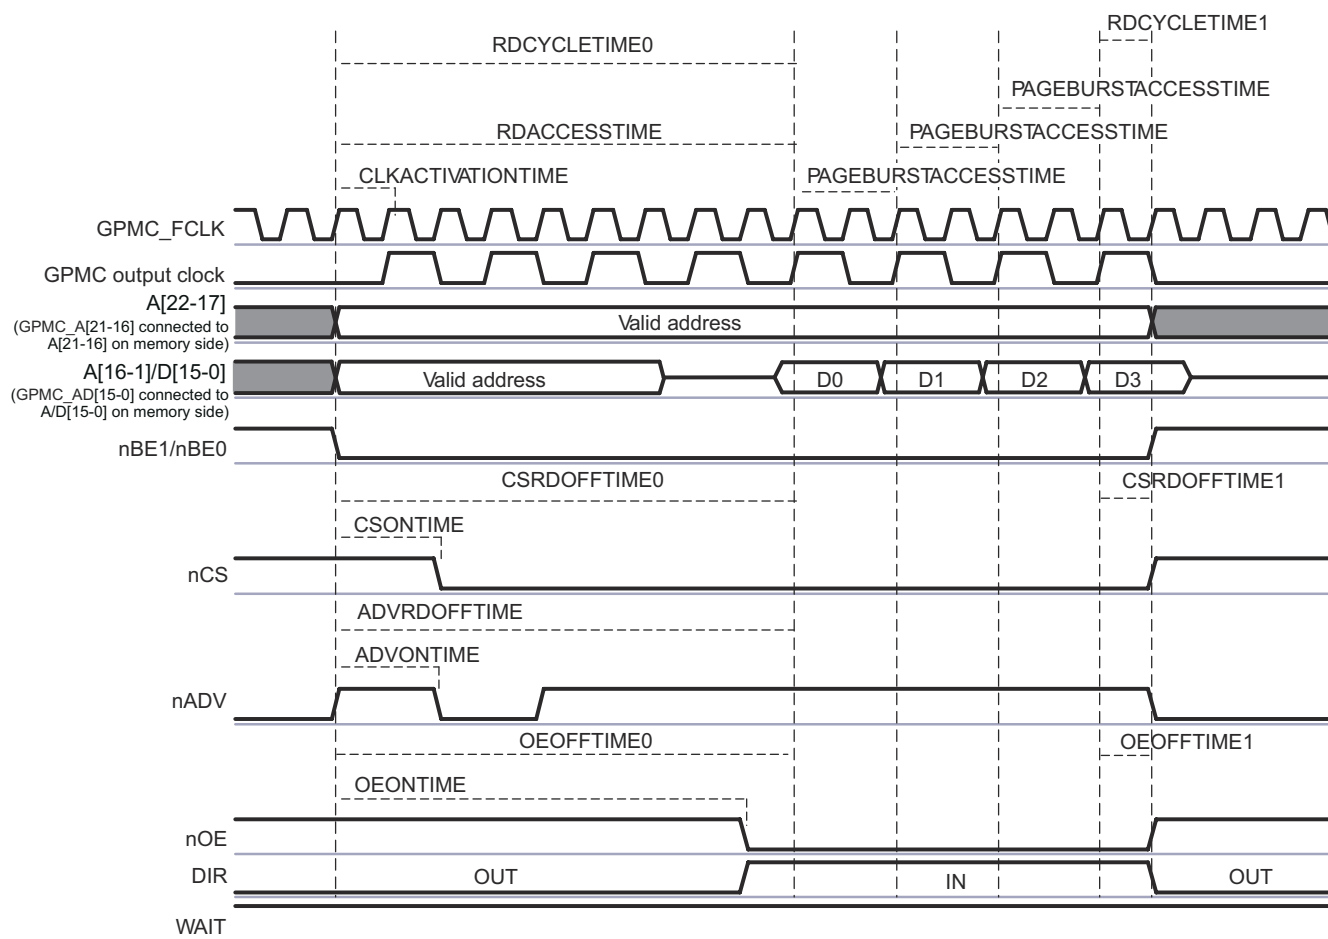 RDCYCLETIME1
RDCYCLETIME0
PAGEBURSTACCESSTIME
RDACCESSTIME
PAGEBURSTACCESSTIME
CLKACTIVATIONTIME
PAGEBURSTACCESSTIME
GPMC_FCLK
GPMC output clock
A[22-17]
(GPMC_A[21-16] connected to
A[21-16] on memory side)
Valid address
A[16-1]/D[15-0]
(GPMC_AD[15-0] connected to
A/D[15-0] on memory side)
Valid address
D0
D1
D2
D3
nBE1/nBE0
CSRDOFFTIME0
CSRDOFFTIME1
CSONTIME
nCS
ADVRDOFFTIME
ADVONTIME
nADV
OEOFFTIME0
OEOFFTIME1
OEONTIME
nOE
DIR
OUT
IN
OUT
WAIT